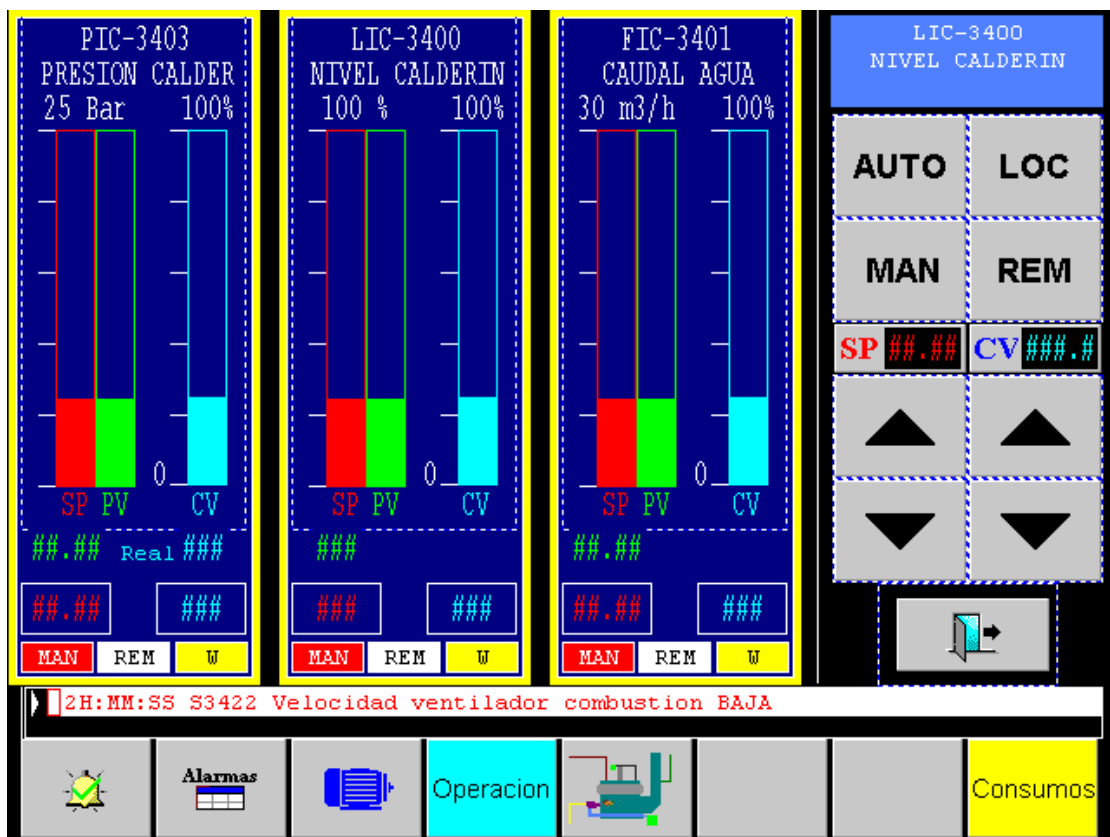 PIC-3403
PRESION CALDER
25 Bar 100%
0
SP PV CV
##.## Real ###
##.## ###
MAN REM W
LIC-3400
NIVEL CALDERIN
100 % 100%
0
SP PV CV
###
### ###
MAN REM W
FIC-3401
CAUDAL AGUA
30 m3/h 100%
0
SP PV CV
##.##
##.## ###
MAN REM W
LIC-3400
NIVEL CALDERIN
AUTO LOC
MAN REM
SP ##.## CV ###.#
2H:MM:SS S3422 Velocidad ventilador combustion BAJA
Alarmas
Operacion
Consumos